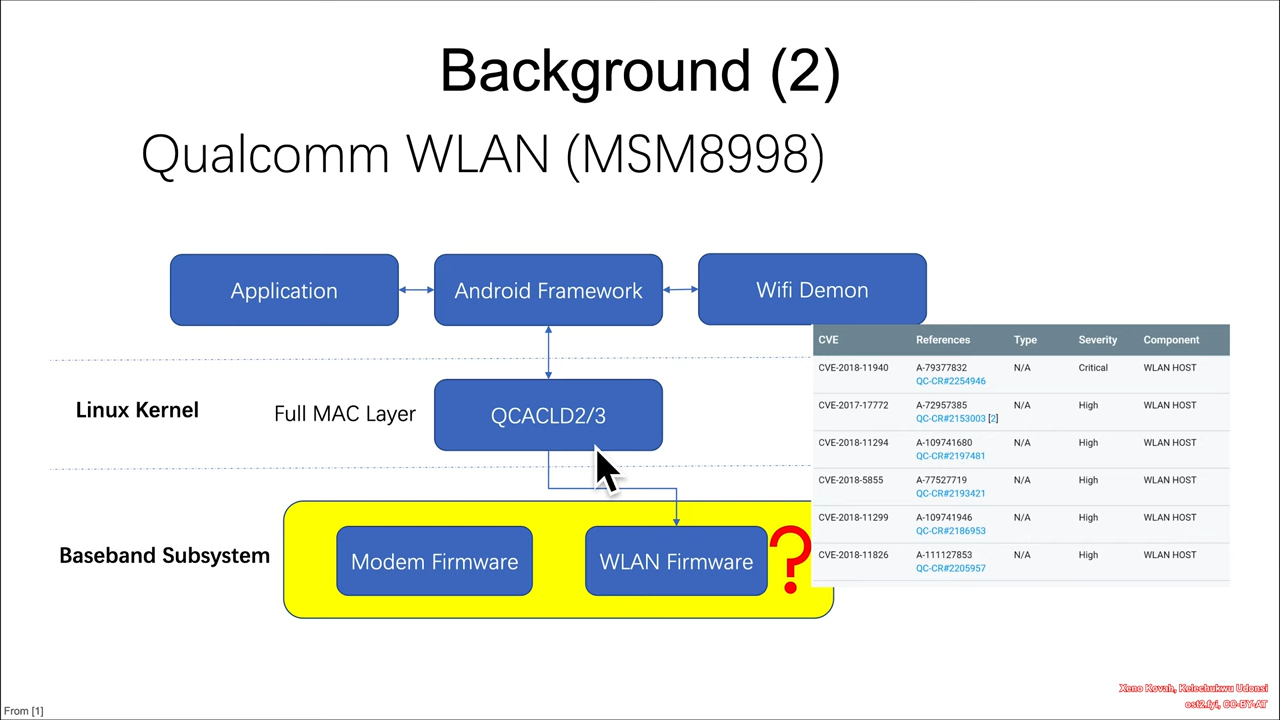 Background (2)
Qualcomm WLAN (MSM8998)
Application
Android Framework
Wifi Demon
CVE References Type Severity Component
CVE-2018-11940 A-79377832 N/A Critical WLAN HOST
QC-CR#2254946
CVE-2017-17772 A-72957385 N/A High WLAN HOST
QC-CR#2153003 [2]
CVE-2018-11294 A-109741680 N/A High WLAN HOST
QC-CR#2197481
CVE-2018-5855 A-77527719 N/A High WLAN HOST
QC-CR#2193421
CVE-2018-11299 A-109741946 N/A High WLAN HOST
QC-CR#2186953
CVE-2018-11826 A-111127853 N/A High WLAN HOST
QC-CR#2205957
Linux Kernel
Full MAC Layer
QCACLD2/3
Baseband Subsystem
Modem Firmware
WLAN Firmware
?
From [1]
Xeno Kovah, Kelechukwu Udonsi
ost2.fyi, CC-BY-AT